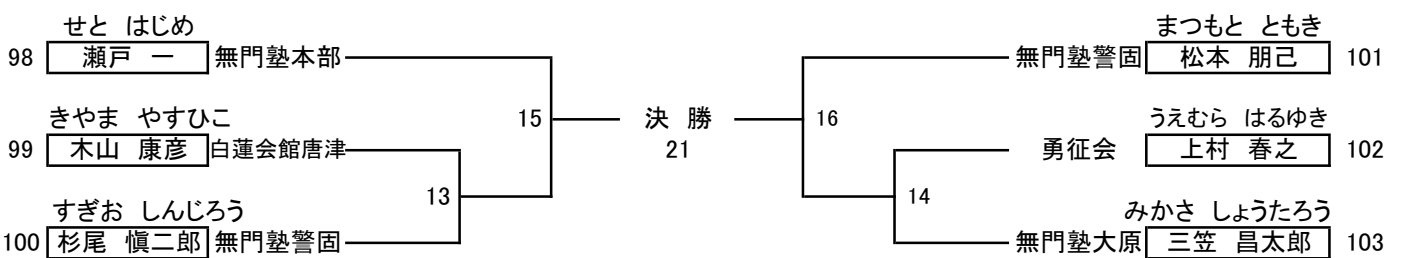 せと はじめ
98 瀬戸 一 無門塾本部
きやま やすひこ
99 木山 康彦 白蓮会館唐津
すぎお しんじろう
100 杉尾 愼二郎 無門塾警固
13
15
決 勝
21
16
14
まつもと ともき
無門塾警固 松本 朋己 101
うえむら はるゆき
勇征会 上村 春之 102
みかさ しょうたろう
無門塾大原 三笠 昌太郎 103